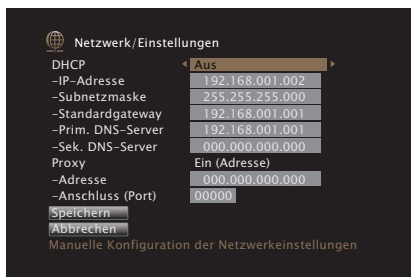 Netzwerk/Einstellungen
DHCP Aus
-IP-Adresse 192.168.001.002
-Subnetzmaske 255.255.255.000
-Standardgateway 192.168.001.001
-Prim. DNS-Server 192.168.001.001
-Sek. DNS-Server 000.000.000.000
Proxy Ein (Adresse)
-Adresse 000.000.000.000
-Anschluss (Port) 00000
Speichern
Abbrechen
Manuelle Konfiguration der Netzwerkeinstellungen